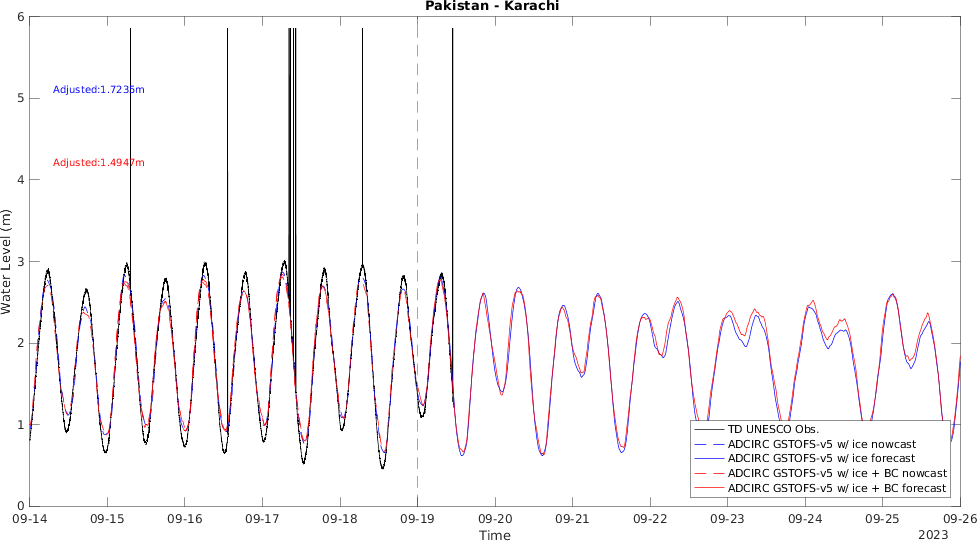 Pakistan - Karachi
6
5
4
3
2
1
0
Water Level (m)
Adjusted:1.7235m
Adjusted:1.4947m
TD UNESCO Obs.
ADCIRC GSTOFS-v5 w/ ice nowcast
ADCIRC GSTOFS-v5 w/ ice forecast
ADCIRC GSTOFS-v5 w/ ice + BC nowcast
ADCIRC GSTOFS-v5 w/ ice + BC forecast
09-14 09-15 09-16 09-17 09-18 09-19 09-20 09-21 09-22 09-23 09-24 09-25 09-26
Time
2023